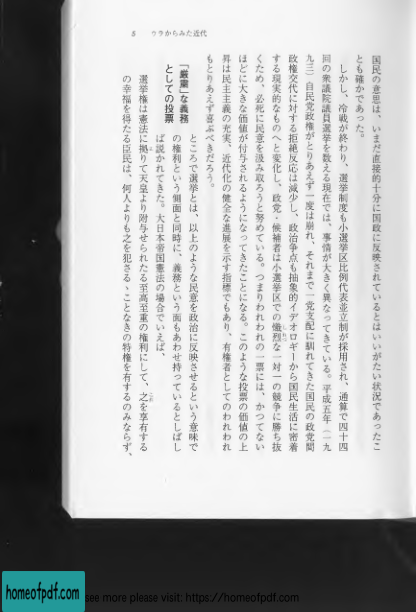 5　ウラからみた近代
国民の意思は、いまだ直接的十分に国政に反映されているとはいいがたい状況であったこ
とも確かであった。
しかし、冷戦が終わり、選挙制度も小選挙区比例代表並立制が採用され、通算で四十四
回の衆議院議員選挙を数える現在では、事情が大きく異なってきている。平成五年（一九
九三）自民党政権がとりあえず一度は崩れ、それまで一党支配に馴れてきた国民の政党間
政権交代に対する拒絶反応は減少し、政治争点も抽象的イデオロギーから国民生活に密着
する現実的なものへと変化し、政党・候補者は小選挙区での熾烈な一対一の競争に勝ち抜
くため、必死に民意を汲み取ろうと努めている。つまりわれわれの一票には、かつてない
ほどに大きな価値が付与されるようになってきたことになる。このような投票の価値の上
昇は民主主義の充実、近代化の健全な進展を示す指標でもあり、有権者としてのわれわれ
もとりあえず喜ぶべきだろう。
「厳憲」な義務
としての投票
ところで選挙とは、以上のような民意を政治に反映させるという意味で
の権利という側面と同時に、義務という面もあわせ持っているとしばし
ば説かれてきた。大日本帝国憲法の場合でいえば、
選挙権は憲法に拠りて天皇より附与せられたる至高至重の権利にして、之を享有する
の幸福を得たる臣民は、何人よりも之を犯さるゝことなきの特権を有するのみならず、
homeofpdf.com
see more please visit: https://homeofpdf.com